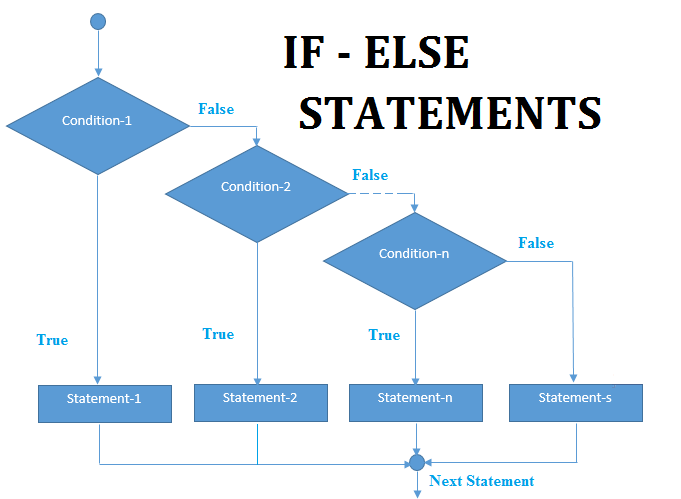 IF - ELSE
STATEMENTS
Condition-1
False
Condition-2
False
Condition-n
False
True
True
True
Statement-1
Statement-2
Statement-n
Statement-s
Next Statement